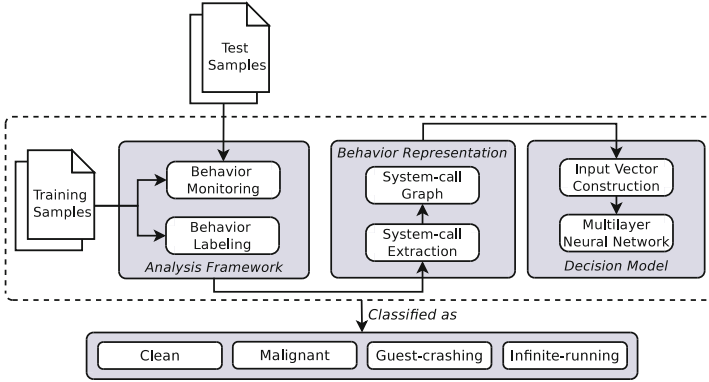 Test
Samples
Training
Samples
Behavior
Monitoring
Behavior
Labeling
Analysis Framework
Behavior Representation
System-call
Graph
System-call
Extraction
Input Vector
Construction
Multilayer
Neural Network
Decision Model
Classified as
Clean
Malignant
Guest-crashing
Infinite-running